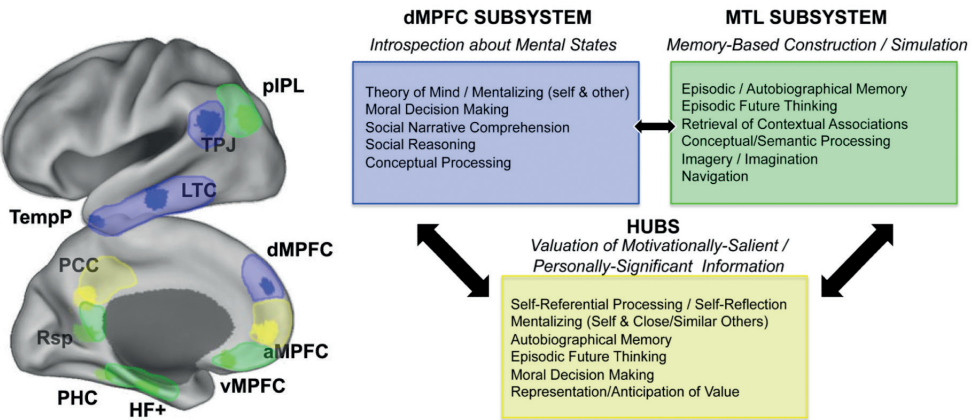 pIPL
TPJ
LTC
TempP
dMPFC
PCC
Rsp
aMPFC
vMPFC
PHC
HF+
dMPFC SUBSYSTEM
Introspection about Mental States
Theory of Mind / Mentalizing (self & other)
Moral Decision Making
Social Narrative Comprehension
Social Reasoning
Conceptual Processing
MTL SUBSYSTEM
Memory-Based Construction / Simulation
Episodic / Autobiographical Memory
Episodic Future Thinking
Retrieval of Contextual Associations
Conceptual/Semantic Processing
Imagery / Imagination
Navigation
HUBS
Valuation of Motivationally-Salient /
Personally-Significant Information
Self-Referential Processing / Self-Reflection
Mentalizing (Self & Close/Similar Others)
Autobiographical Memory
Episodic Future Thinking
Moral Decision Making
Representation/Anticipation of Value